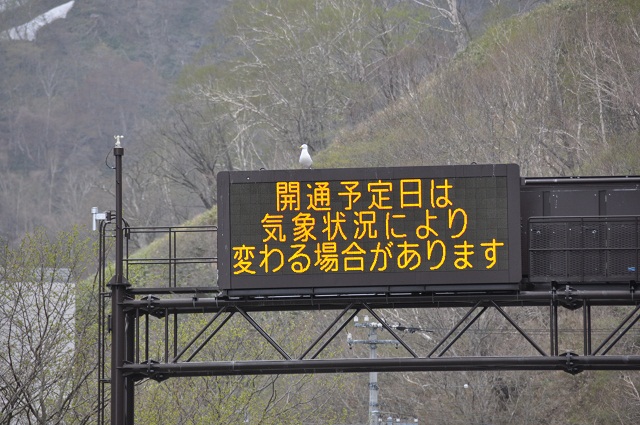 開通予定日は
気象状況により
変わる場合があります